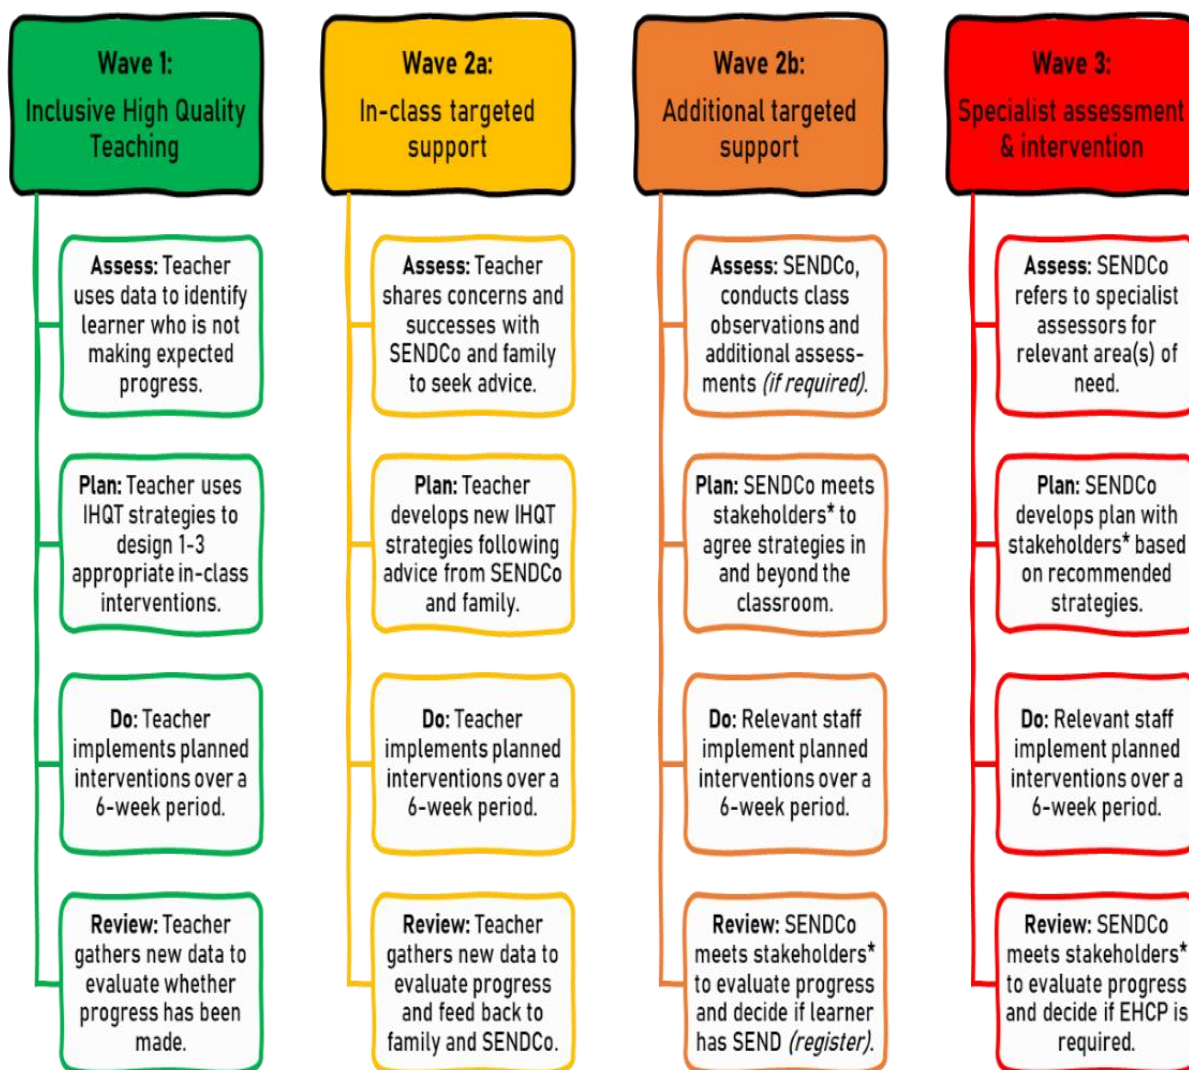 Wave 1:
Inclusive High Quality
Teaching
Assess: Teacher
uses data to identify
learner who is not
making expected
progress.
Plan: Teacher uses
IHQT strategies to
design 1-3
appropriate in-class
interventions.
Do: Teacher
implements planned
interventions over a
6-week period.
Review: Teacher
gathers new data to
evaluate whether
progress has been
made.
Wave 2a:
In-class targeted
support
Assess: Teacher
shares concerns and
successes with
SENDCo and family
to seek advice.
Plan: Teacher
develops new IHQT
strategies following
advice from SENDCo
and family.
Do: Teacher
implements planned
interventions over a
6-week period.
Review: Teacher
gathers new data to
evaluate progress
and feed back to
family and SENDCo.
Wave 2b:
Additional targeted
support
Assess: SENDCo,
conducts class
observations and
additional assess-
ments (if required).
Plan: SENDCo meets
stakeholders* to
agree strategies in
and beyond the
classroom.
Do: Relevant staff
implement planned
interventions over a
6-week period.
Review: SENDCo
meets stakeholders*
to evaluate progress
and decide if learner
has SEND (register).
Wave 3:
Specialist assessment
& intervention
Assess: SENDCo
refers to specialist
assessors for
relevant area(s) of
need.
Plan: SENDCo
develops plan with
stakeholders* based
on recommended
strategies.
Do: Relevant staff
implement planned
interventions over a
6-week period.
Review: SENDCo
meets stakeholders*
to evaluate progress
and decide if EHCP is
required.